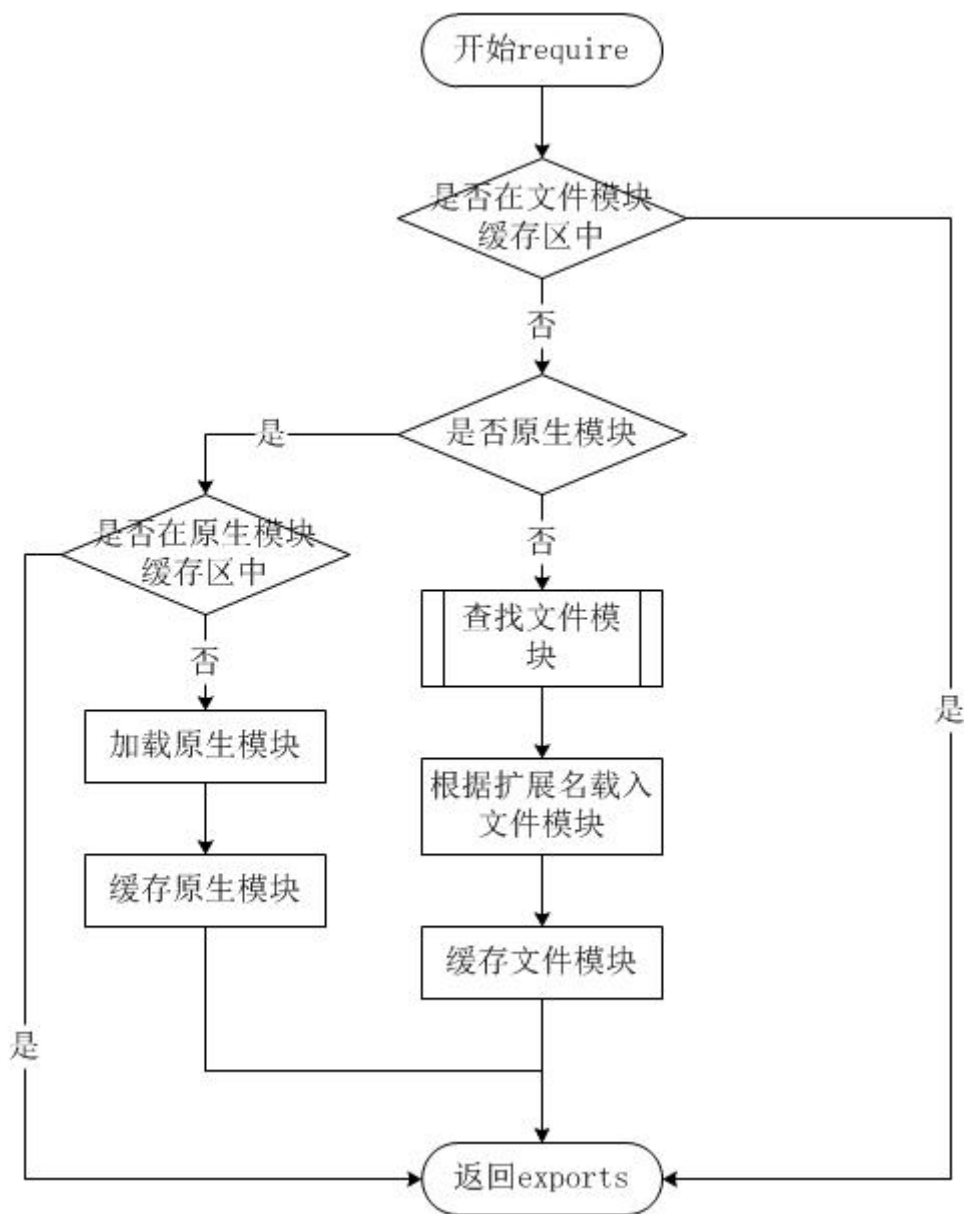 开始require
是否在文件模块
缓存区中
否
是否原生模块
是
是否在原生模块
缓存区中
否
查找文件模
块
否
加载原生模块
是
根据扩展名载入
文件模块
缓存原生模块
缓存文件模块
是
返回exports